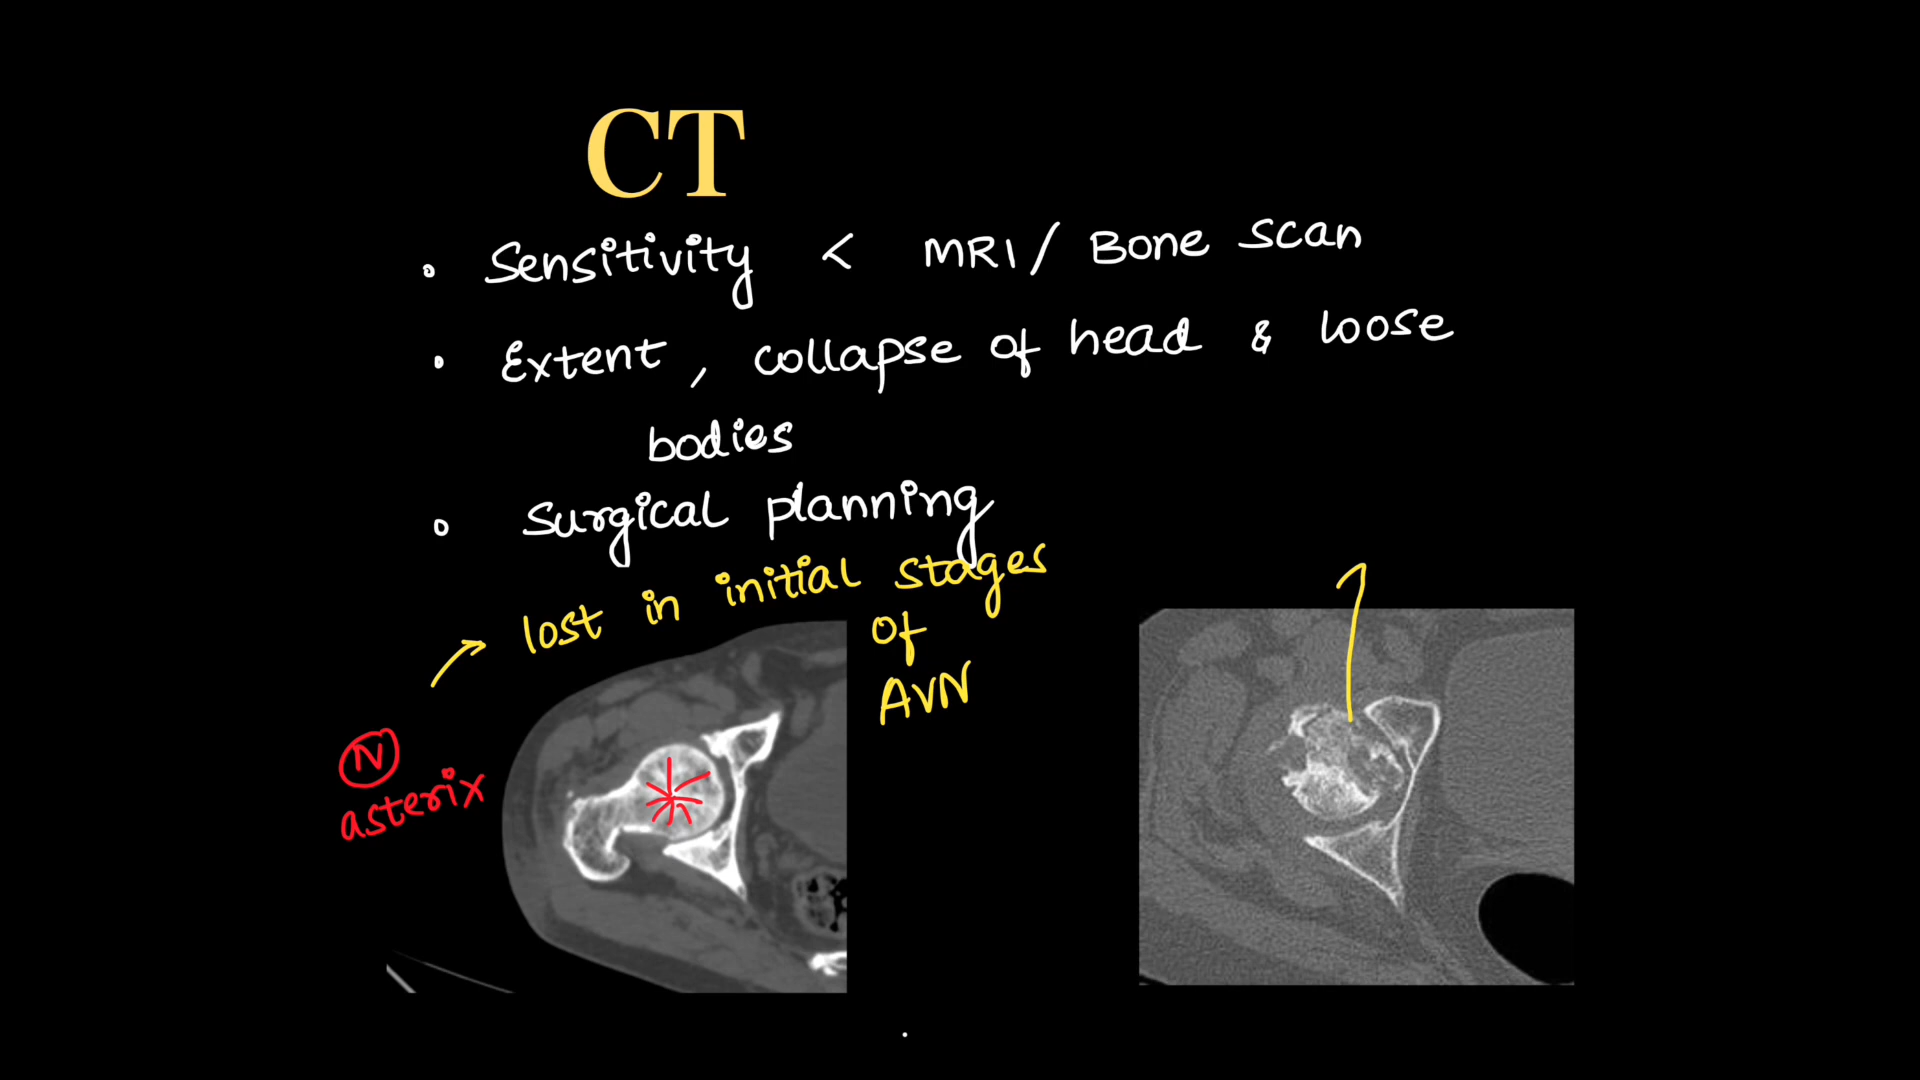 CT
• Sensitivity < MRI / Bone scan
• Extent, collapse of head & loose
bodies
• Surgical planning
→ lost in initial stages
of
AVN
N
asterix